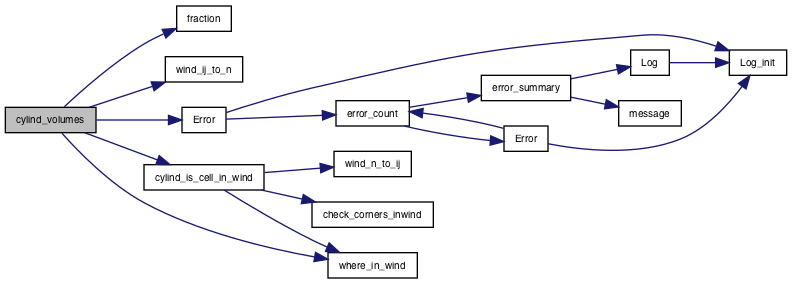 fraction
wind_ij_to_n
cylind_volumes
Error
cylind_is_cell_in_wind
error_count
wind_n_to_ij
check_corners_inwind
where_in_wind
error_summary
Error
Log
message
Log_init